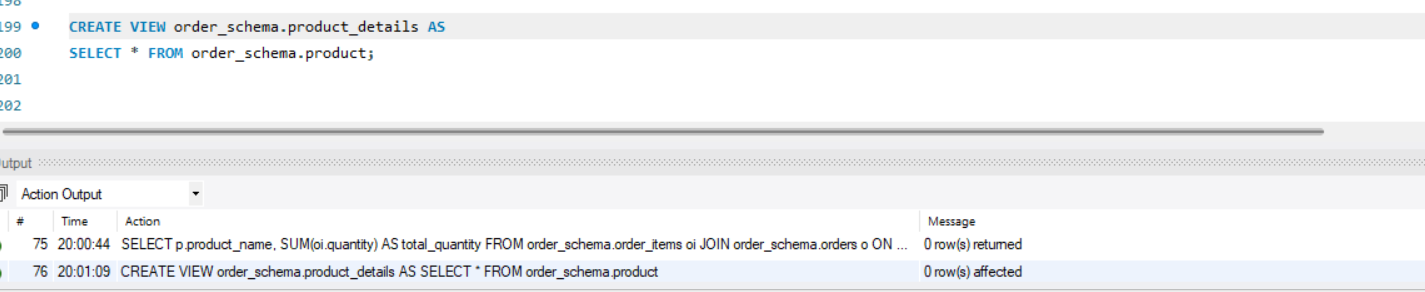 198
199 CREATE VIEW order_schema.product_details AS
200 SELECT * FROM order_schema.product;
201
202
Output
Action Output
# Time Action Message
75 20:00:44 SELECT p.product_name, SUM(oi.quantity) AS total_quantity FROM order_schema.order_items oi JOIN order_schema.orders o ON ... 0 row(s) returned
76 20:01:09 CREATE VIEW order_schema.product_details AS SELECT * FROM order_schema.product 0 row(s) affected